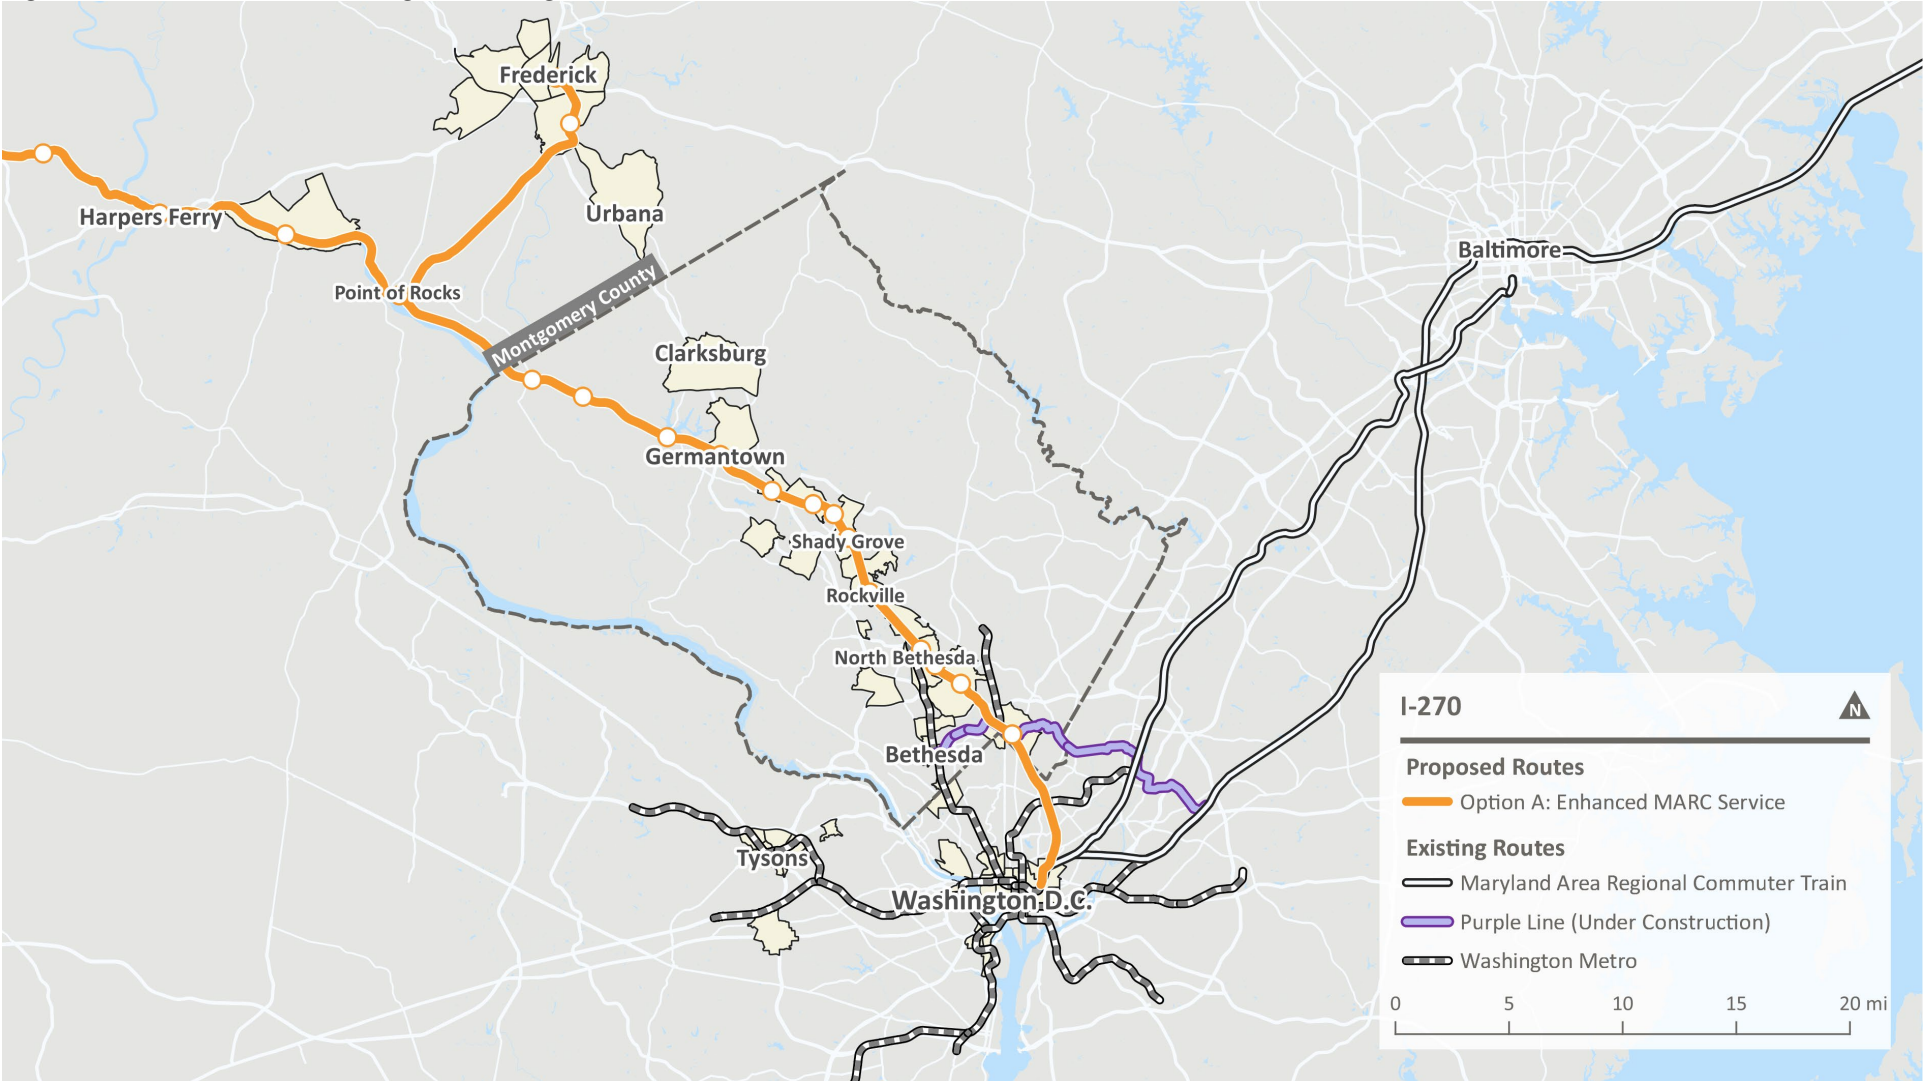 Frederick
Harpers Ferry
Urbana
Point of Rocks
Montgomery County
Baltimore
Clarksburg
Germantown
Shady Grove
Rockville
North Bethesda
Bethesda
Tysons
Washington D.C.
I-270
N
Proposed Routes
Option A: Enhanced MARC Service
Existing Routes
Maryland Area Regional Commuter Train
Purple Line (Under Construction)
Washington Metro
0 5 10 15 20 mi